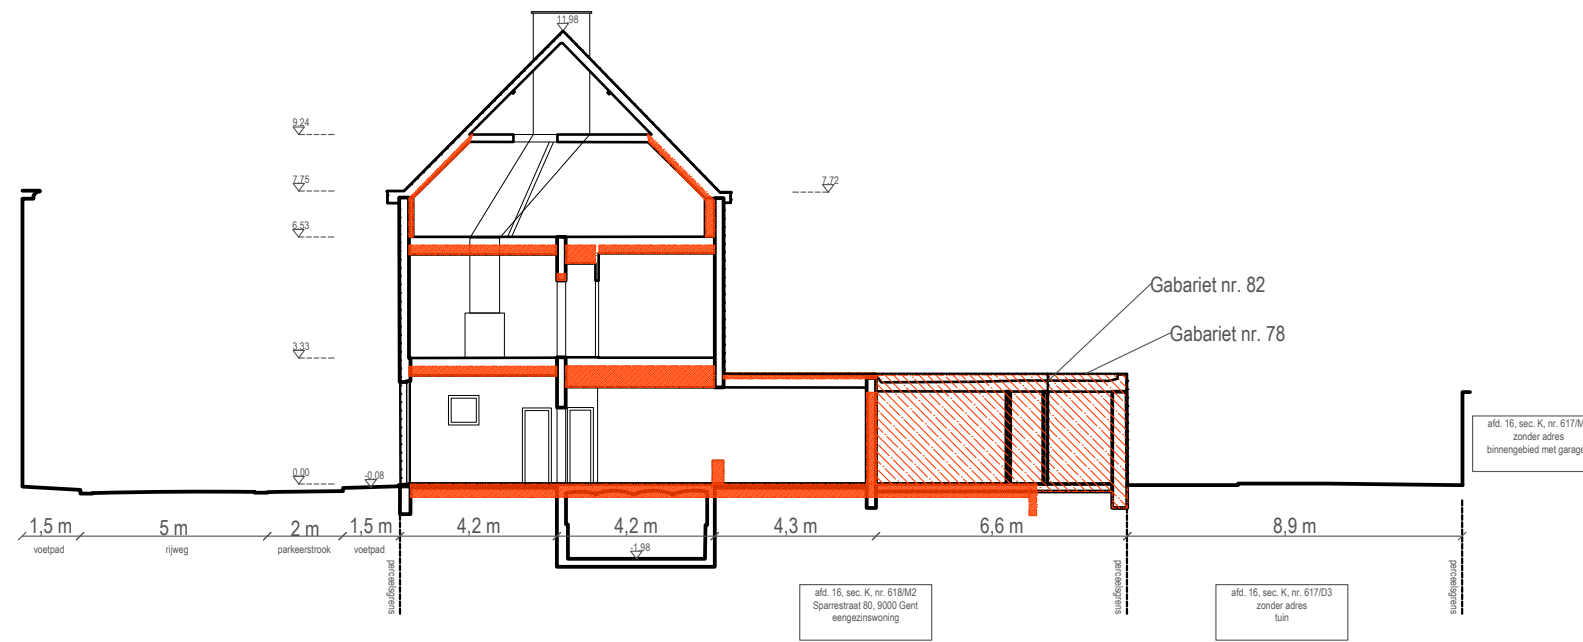 11.98
9.24
7.75
7.72
6.53
Gabariet nr. 82
Gabariet nr. 78
3.33
0.00
-0.08
afd. 16, sec. K, nr. 617/M
zonder adres
binnengebied met garage
1,5 m
5 m
2 m
1,5 m
4,2 m
4,2 m
4,3 m
6,6 m
8,9 m
voetpad
rijweg
parkeerstrook
voetpad
-1.98
perceelsgrens
perceelsgrens
perceelsgrens
afd. 16, sec. K, nr. 618/M2
Sparrestraat 80, 9000 Gent
eengezinswoning
afd. 16, sec. K, nr. 617/D3
zonder adres
tuin